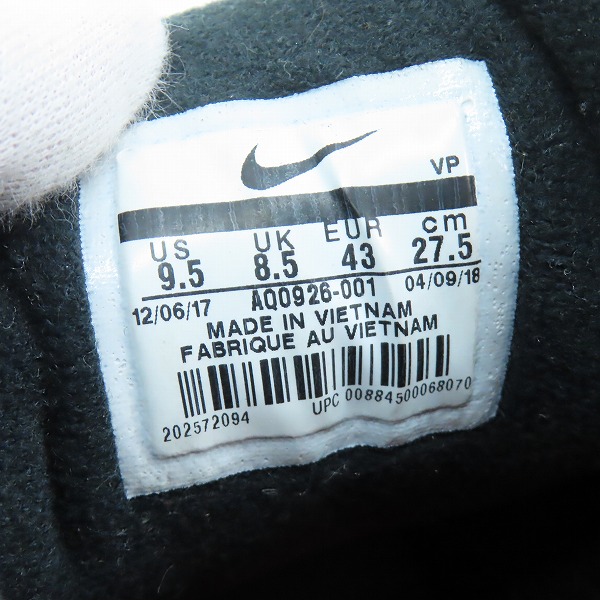 VP
US UK EUR cm
9.5 8.5 43 27.5
12/06/17 AQ0926-001 04/09/18
MADE IN VIETNAM
FABRIQUE AU VIETNAM
202572094 UPC 00884500068070